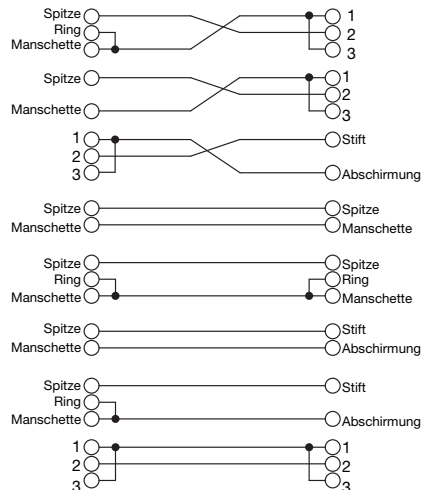 Spitze 1
Ring 2
Manschette 3
Spitze 1
2
Manschette 3
1 Stift
2
3 Abschirmung
Spitze Spitze
Manschette Manschette
Spitze Spitze
Ring Ring
Manschette Manschette
Spitze Stift
Manschette Abschirmung
Spitze Stift
Ring
Manschette Abschirmung
1 1
2 2
3 3